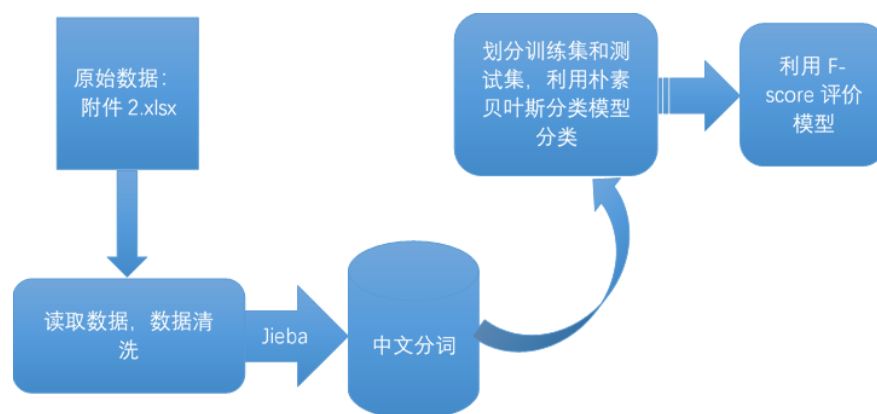 原始数据：
附件 2.xlsx
读取数据，数据清
洗
Jieba
中文分词
划分训练集和测
试集，利用朴素
贝叶斯分类模型
分类
利用 F-
score 评价
模型